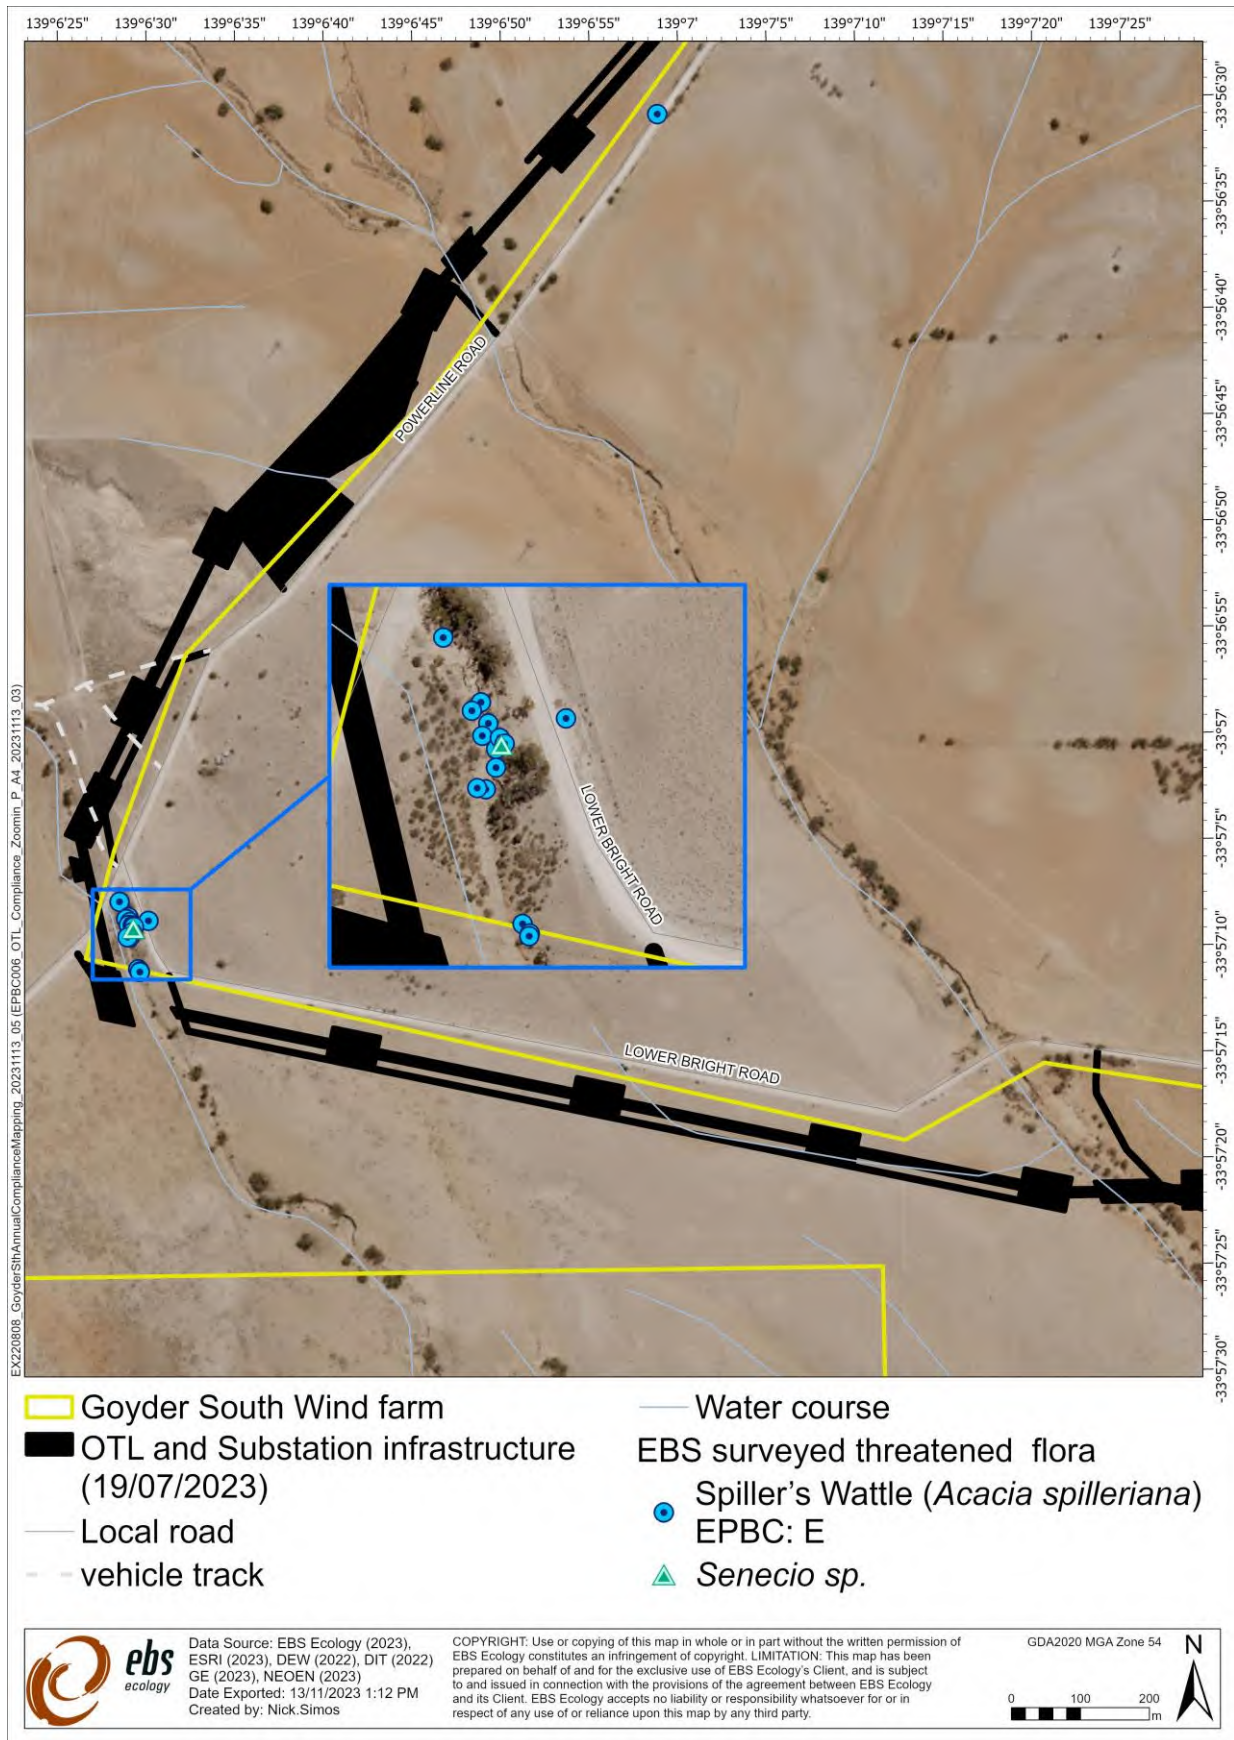 139°6'25" 139°6'30" 139°6'35" 139°6'40" 139°6'45" 139°6'50" 139°6'55" 139°7' 139°7'5" 139°7'10" 139°7'15" 139°7'20" 139°7'25"
-33°56'30"
-33°56'35"
-33°56'40"
-33°56'45"
-33°56'50"
-33°56'55"
-33°57'
-33°57'5"
-33°57'10"
-33°57'15"
-33°57'20"
-33°57'25"
-33°57'30"
POWERLINE ROAD
LOWER BRIGHT ROAD
LOWER BRIGHT ROAD
EX220808_GoyderSthAnnualComplianceMapping_20231113_05 (EPBC006_OTL_Compliance_Zoomin_P_A4_20231113_03)
Goyder South Wind farm
OTL and Substation infrastructure
(19/07/2023)
Local road
vehicle track
Water course
EBS surveyed threatened flora
Spiller's Wattle (Acacia spilleriana)
EPBC: E
Senecio sp.
ebs
ecology
Data Source: EBS Ecology (2023),
ESRI (2023), DEW (2022), DIT (2022)
GE (2023), NEOEN (2023)
Date Exported: 13/11/2023 1:12 PM
Created by: Nick.Simos
COPYRIGHT: Use or copying of this map in whole or in part without the written permission of
EBS Ecology constitutes an infringement of copyright. LIMITATION: This map has been
prepared on behalf of and for the exclusive use of EBS Ecology's Client, and is subject
to and issued in connection with the provisions of the agreement between EBS Ecology
and its Client. EBS Ecology accepts no liability or responsibility whatsoever for or in
respect of any use of or reliance upon this map by any third party.
GDA2020 MGA Zone 54
N
0 100 200
m